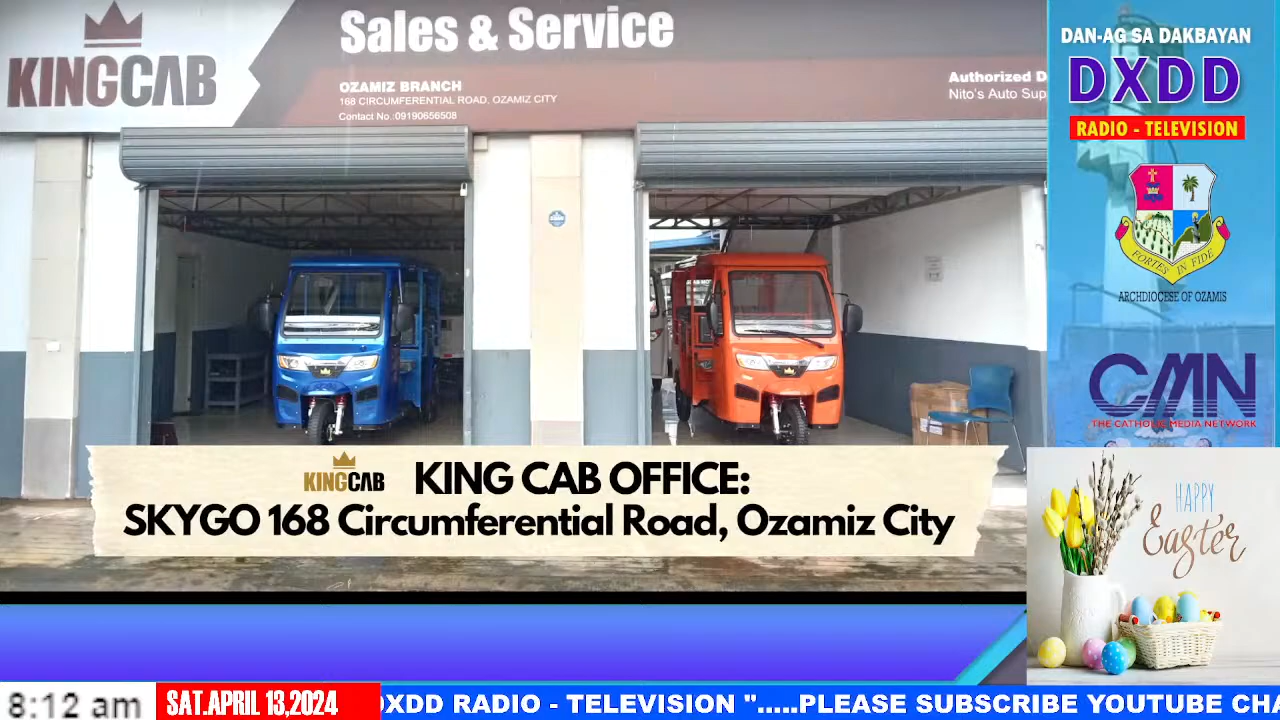 KINGCAB
Sales & Service
OZAMIZ BRANCH
168 CIRCUMFERENTIAL ROAD, OZAMIZ CITY
Contact No.:09190656508
Authorized D
Nito's Auto Sup
DAN-AG SA DAKBAYAN
DXDD
RADIO - TELEVISION
FORTES IN FIDE
ARCHDIOCESE OF OZAMIS
CMN
THE CATHOLIC MEDIA NETWORK
KINGCAB
KING CAB OFFICE:
SKYGO 168 Circumferential Road, Ozamiz City
HAPPY
Easter
8:12 am
SAT.APRIL 13,2024
DXDD RADIO - TELEVISION ".....PLEASE SUBSCRIBE YOUTUBE CHA